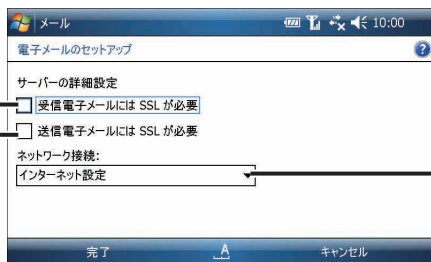 メール 10:00
電子メールのセットアップ ?
サーバーの詳細設定
受信電子メールには SSL が必要
送信電子メールには SSL が必要
ネットワーク接続:
インターネット設定
完了 A キャンセル